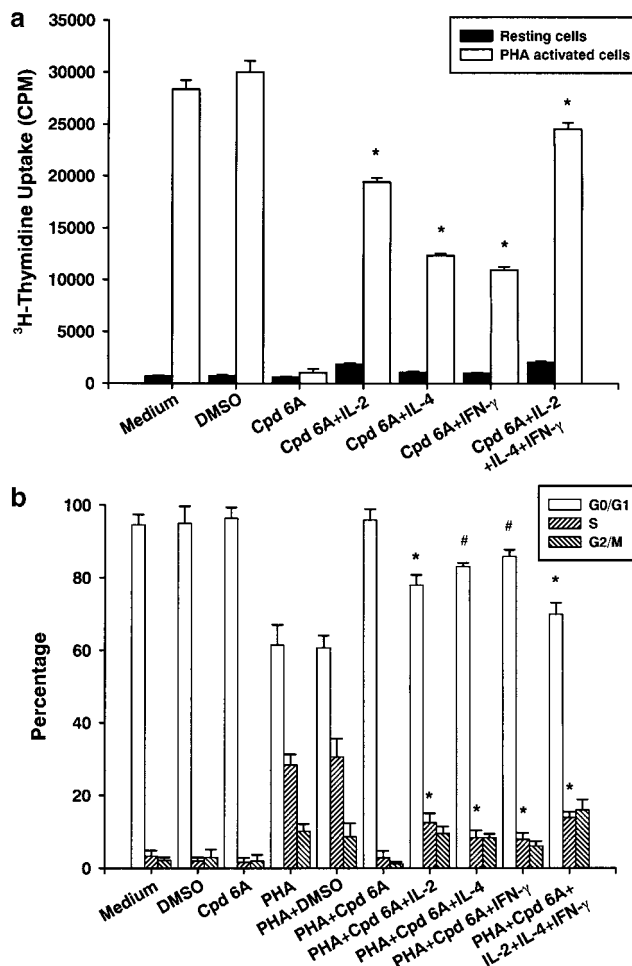 a
Resting cells
PHA activated cells
³H-Thymidine Uptake (CPM)
35000
30000
25000
20000
15000
10000
5000
0
*
*
*
*
Medium
DMSO
Cpd 6A
Cpd 6A+IL-2
Cpd 6A+IL-4
Cpd 6A+IFN-γ
Cpd 6A+IL-2
+IL-4+IFN-γ
b
G0/G1
S
G2/M
Percentage
100
80
60
40
20
0
*
#
#
*
*
*
*
*
Medium
DMSO
Cpd 6A
PHA
PHA+DMSO
PHA+Cpd 6A
PHA+Cpd 6A+IL-2
PHA+Cpd 6A+IL-4
PHA+Cpd 6A+IFN-γ
PHA+Cpd 6A+
IL-2+IL-4+IFN-γ